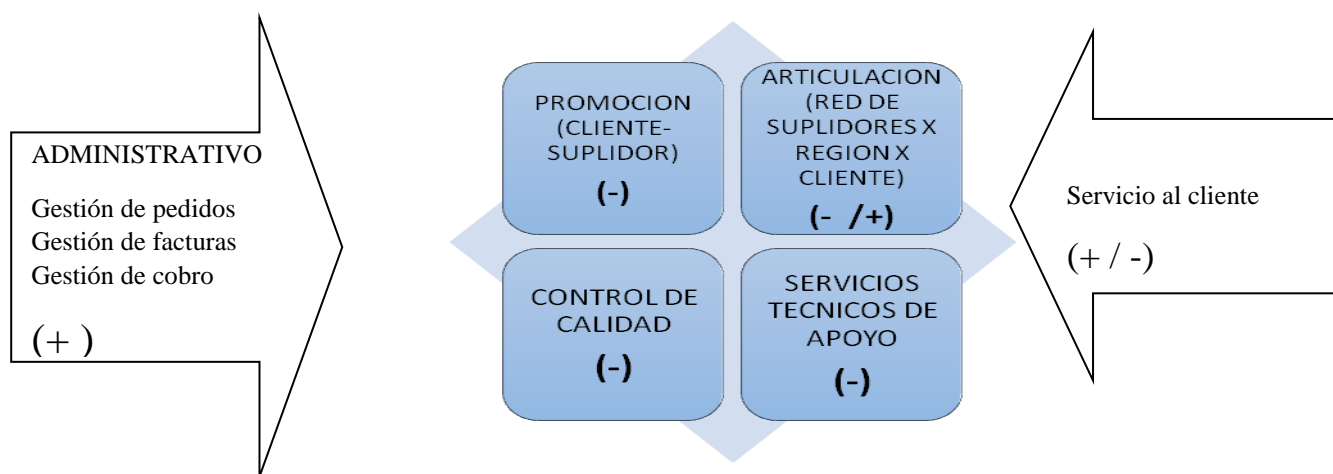 ADMINISTRATIVO
Gestión de pedidos
Gestión de facturas
Gestión de cobro
(+ )
PROMOCION
(CLIENTE-
SUPLIDOR)
(-)
ARTICULACION
(RED DE
SUPLIDORES X
REGION X
CLIENTE)
(- /+)
CONTROL DE
CALIDAD
(-)
SERVICIOS
TECNICOS DE
APOYO
(-)
Servicio al cliente
(+ / -)